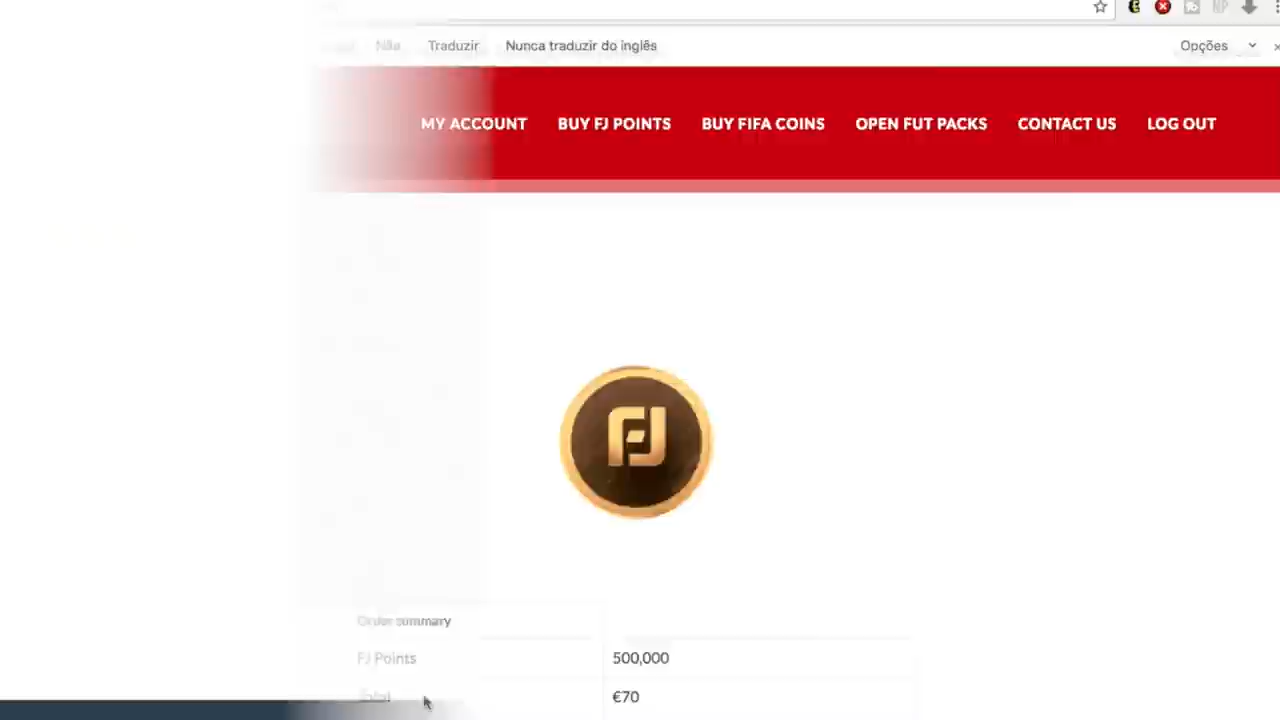 Não Traduzir Nunca traduzir do inglês Opções
MY ACCOUNT BUY FJ POINTS BUY FIFA COINS OPEN FUT PACKS CONTACT US LOG OUT
FJ
Order summary
FJ Points 500,000
Total €70